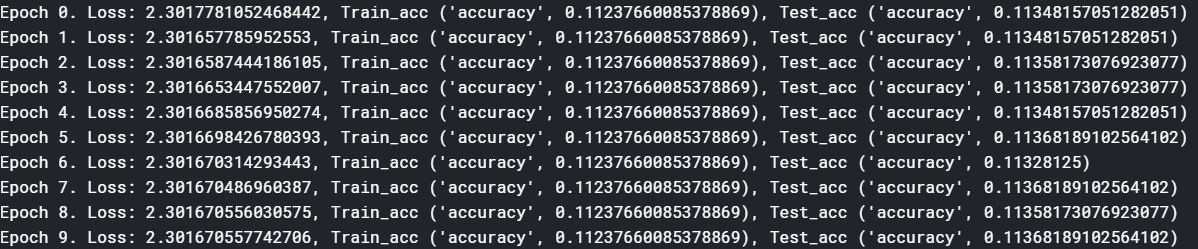 Epoch 0. Loss: 2.3017781052468442, Train_acc ('accuracy', 0.11237660085378869), Test_acc ('accuracy', 0.11348157051282051)
Epoch 1. Loss: 2.301657785952553, Train_acc ('accuracy', 0.11237660085378869), Test_acc ('accuracy', 0.11348157051282051)
Epoch 2. Loss: 2.3016587444186105, Train_acc ('accuracy', 0.11237660085378869), Test_acc ('accuracy', 0.11358173076923077)
Epoch 3. Loss: 2.3016653447552007, Train_acc ('accuracy', 0.11237660085378869), Test_acc ('accuracy', 0.11358173076923077)
Epoch 4. Loss: 2.3016685856950274, Train_acc ('accuracy', 0.11237660085378869), Test_acc ('accuracy', 0.11348157051282051)
Epoch 5. Loss: 2.3016698426780393, Train_acc ('accuracy', 0.11237660085378869), Test_acc ('accuracy', 0.11368189102564102)
Epoch 6. Loss: 2.301670314293443, Train_acc ('accuracy', 0.11237660085378869), Test_acc ('accuracy', 0.11328125)
Epoch 7. Loss: 2.301670486960387, Train_acc ('accuracy', 0.11237660085378869), Test_acc ('accuracy', 0.11368189102564102)
Epoch 8. Loss: 2.301670556030575, Train_acc ('accuracy', 0.11237660085378869), Test_acc ('accuracy', 0.11358173076923077)
Epoch 9. Loss: 2.301670557742706, Train_acc ('accuracy', 0.11237660085378869), Test_acc ('accuracy', 0.11368189102564102)